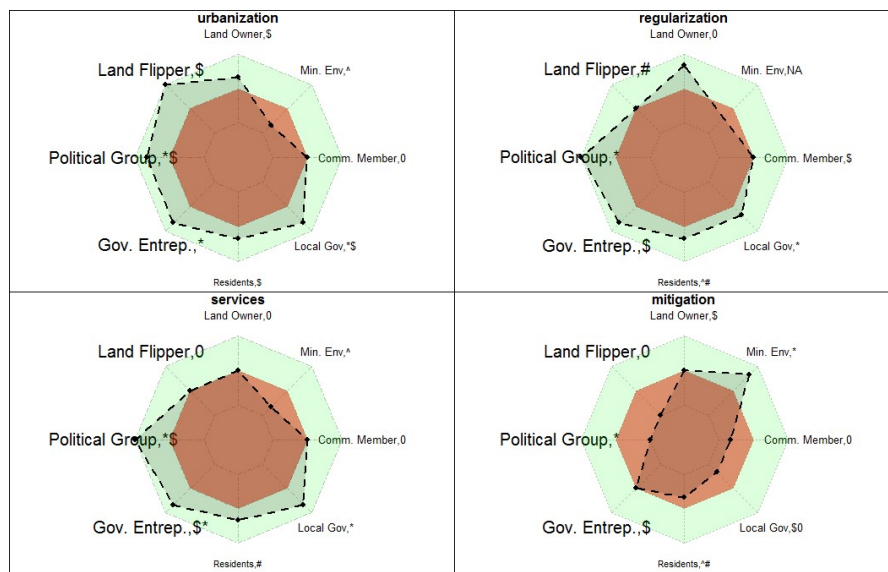 urbanization
Land Owner,$
Land Flipper,$
Min. Env,^
Political Group,*$
Comm. Member,0
Gov. Entrep.,*
Local Gov,*$
Residents,$
regularization
Land Owner,0
Land Flipper,#
Min. Env,NA
Political Group,*
Comm. Member,$
Gov. Entrep.,$
Local Gov,*
Residents,^#
services
Land Owner,0
Land Flipper,0
Min. Env,^
Political Group,*$
Comm. Member,0
Gov. Entrep.,$*
Local Gov,*
Residents,#
mitigation
Land Owner,$
Land Flipper,0
Min. Env,*
Political Group,*
Comm. Member,0
Gov. Entrep.,$
Local Gov,$0
Residents,^#